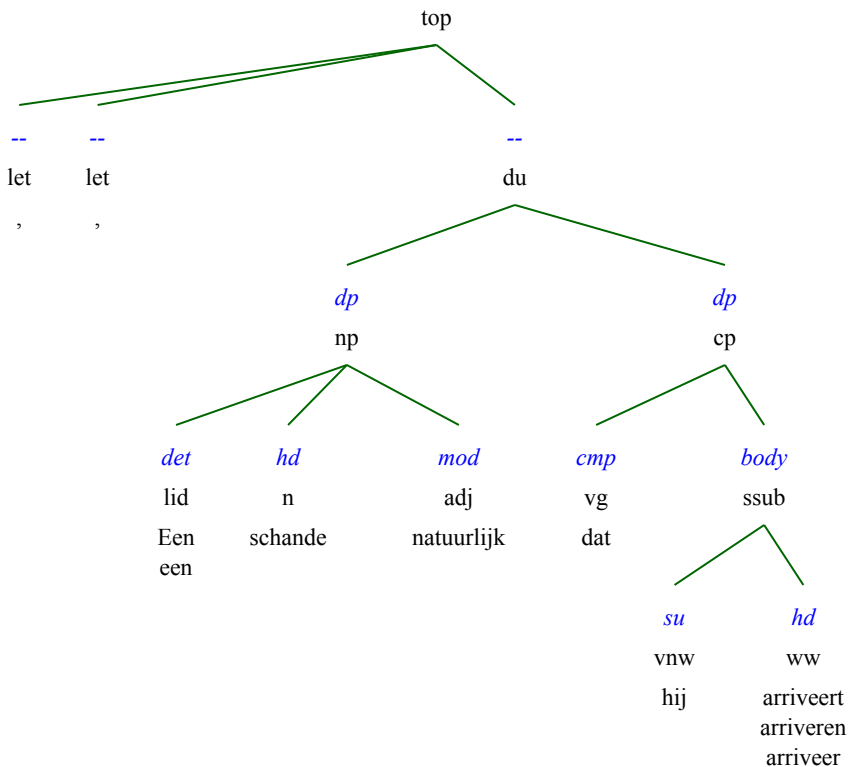 top
-- -- --
let let du
, ,
dp dp
np cp
det hd mod cmp body
lid n adj vg ssub
Een schande natuurlijk dat
een
su hd
vnw ww
hij arriveert
arriveren
arriveer